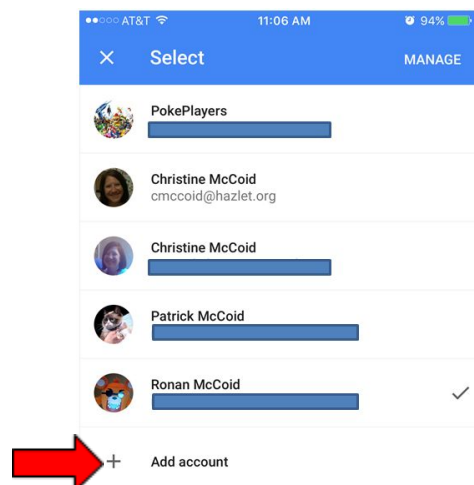 AT&T 11:06 AM 94%
Select MANAGE
PokePlayers
Christine McCoid
cmccoid@hazlet.org
Christine McCoid
Patrick McCoid
Ronan McCoid
Add account